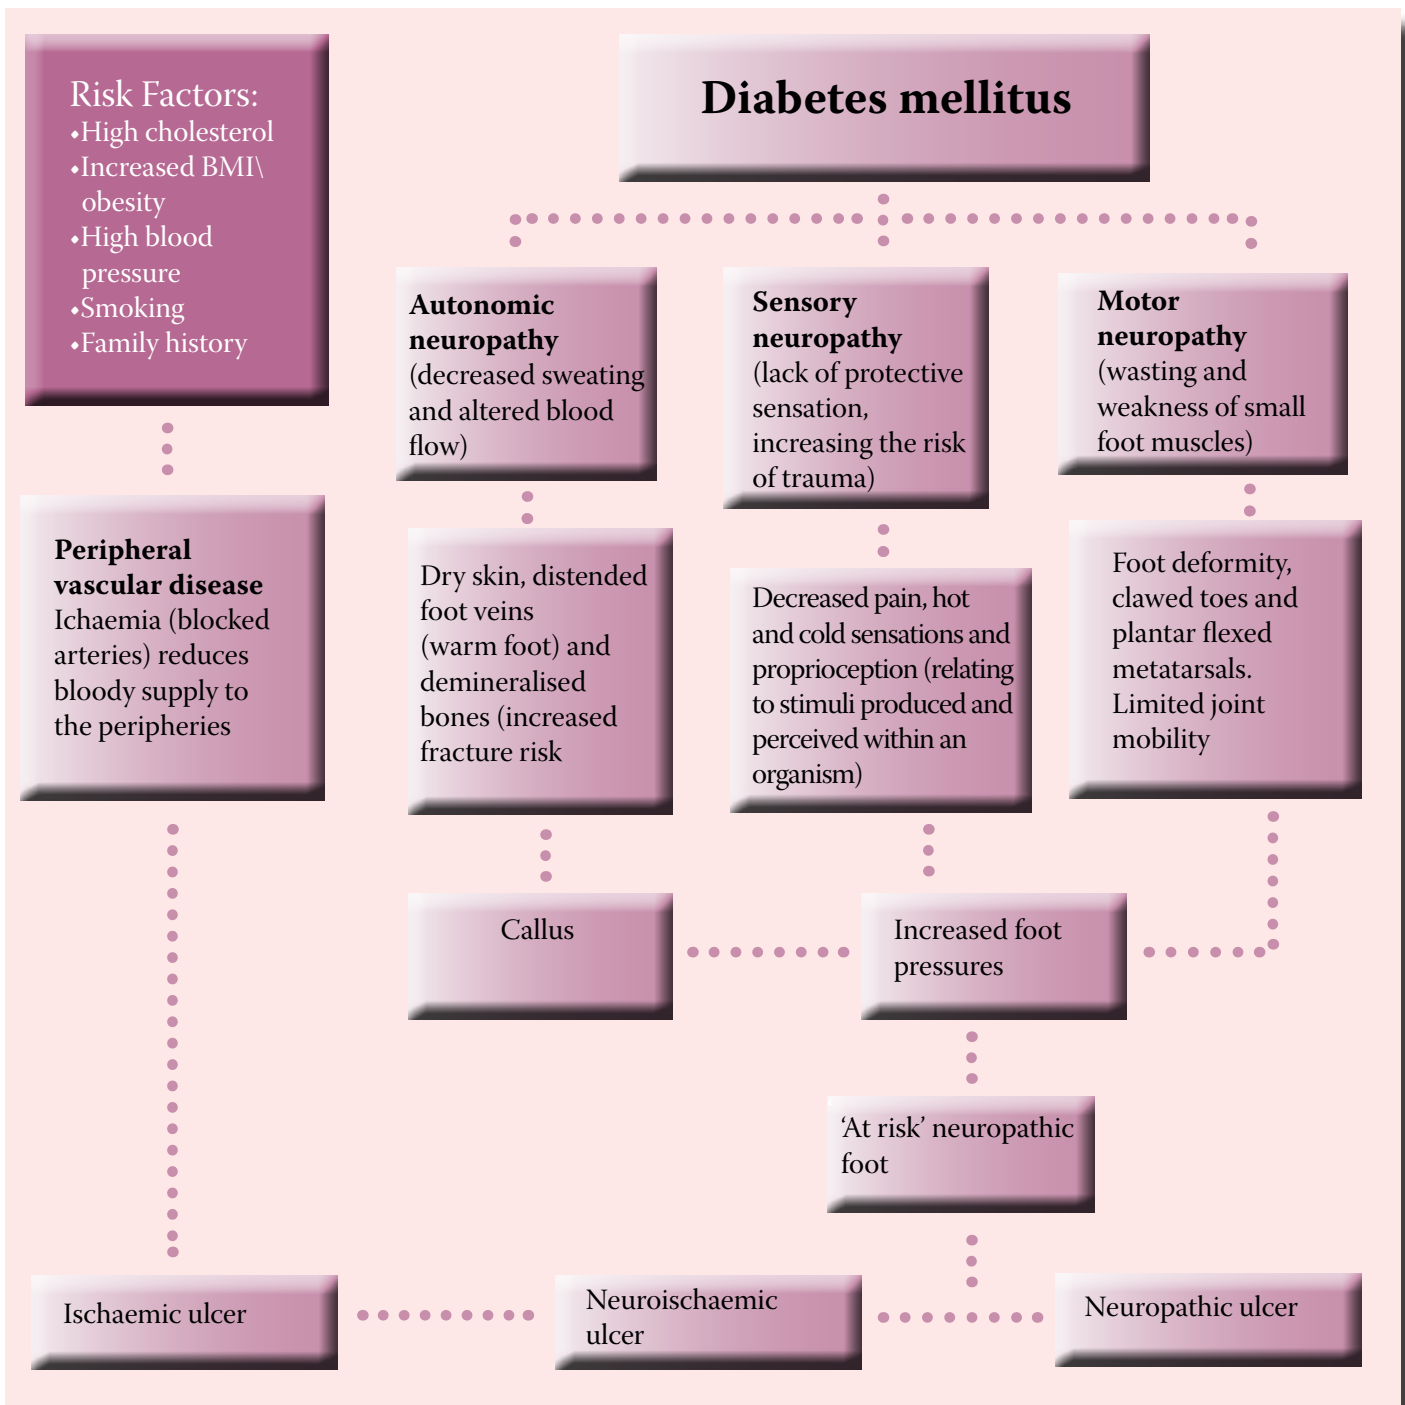 Risk Factors:
•High cholesterol
•Increased BMI\
obesity
•High blood
pressure
•Smoking
•Family history
Diabetes mellitus
Autonomic
neuropathy
(decreased sweating
and altered blood
flow)
Sensory
neuropathy
(lack of protective
sensation,
increasing the risk
of trauma)
Motor
neuropathy
(wasting and
weakness of small
foot muscles)
Peripheral
vascular disease
Ichaemia (blocked
arteries) reduces
bloody supply to
the peripheries
Dry skin, distended
foot veins
(warm foot) and
demineralised
bones (increased
fracture risk
Decreased pain, hot
and cold sensations and
proprioception (relating
to stimuli produced and
perceived within an
organism)
Foot deformity,
clawed toes and
plantar flexed
metatarsals.
Limited joint
mobility
Callus
Increased foot
pressures
‘At risk’ neuropathic
foot
Ischaemic ulcer
Neuroischaemic
ulcer
Neuropathic ulcer